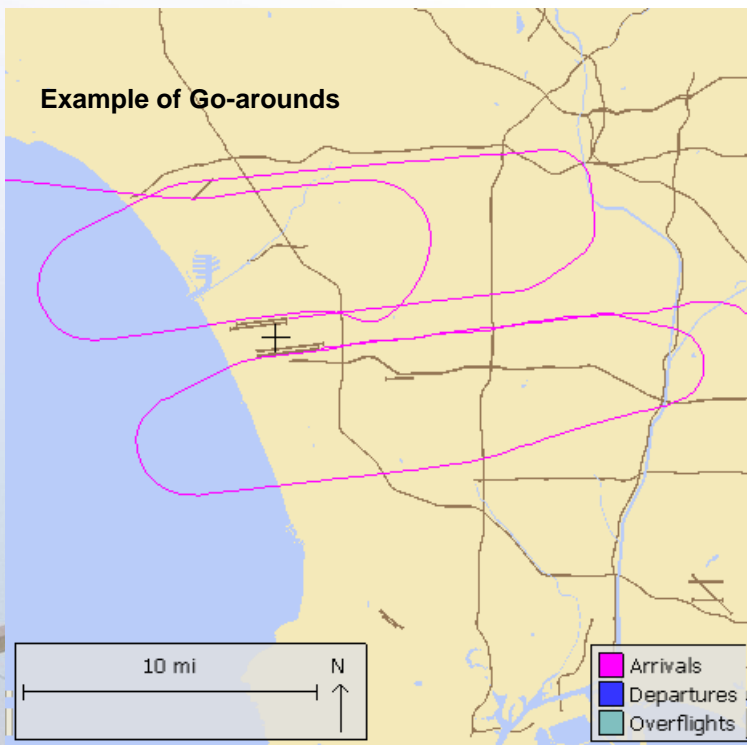 Example of Go-arounds
10 mi
N
Arrivals
Departures
Overflights